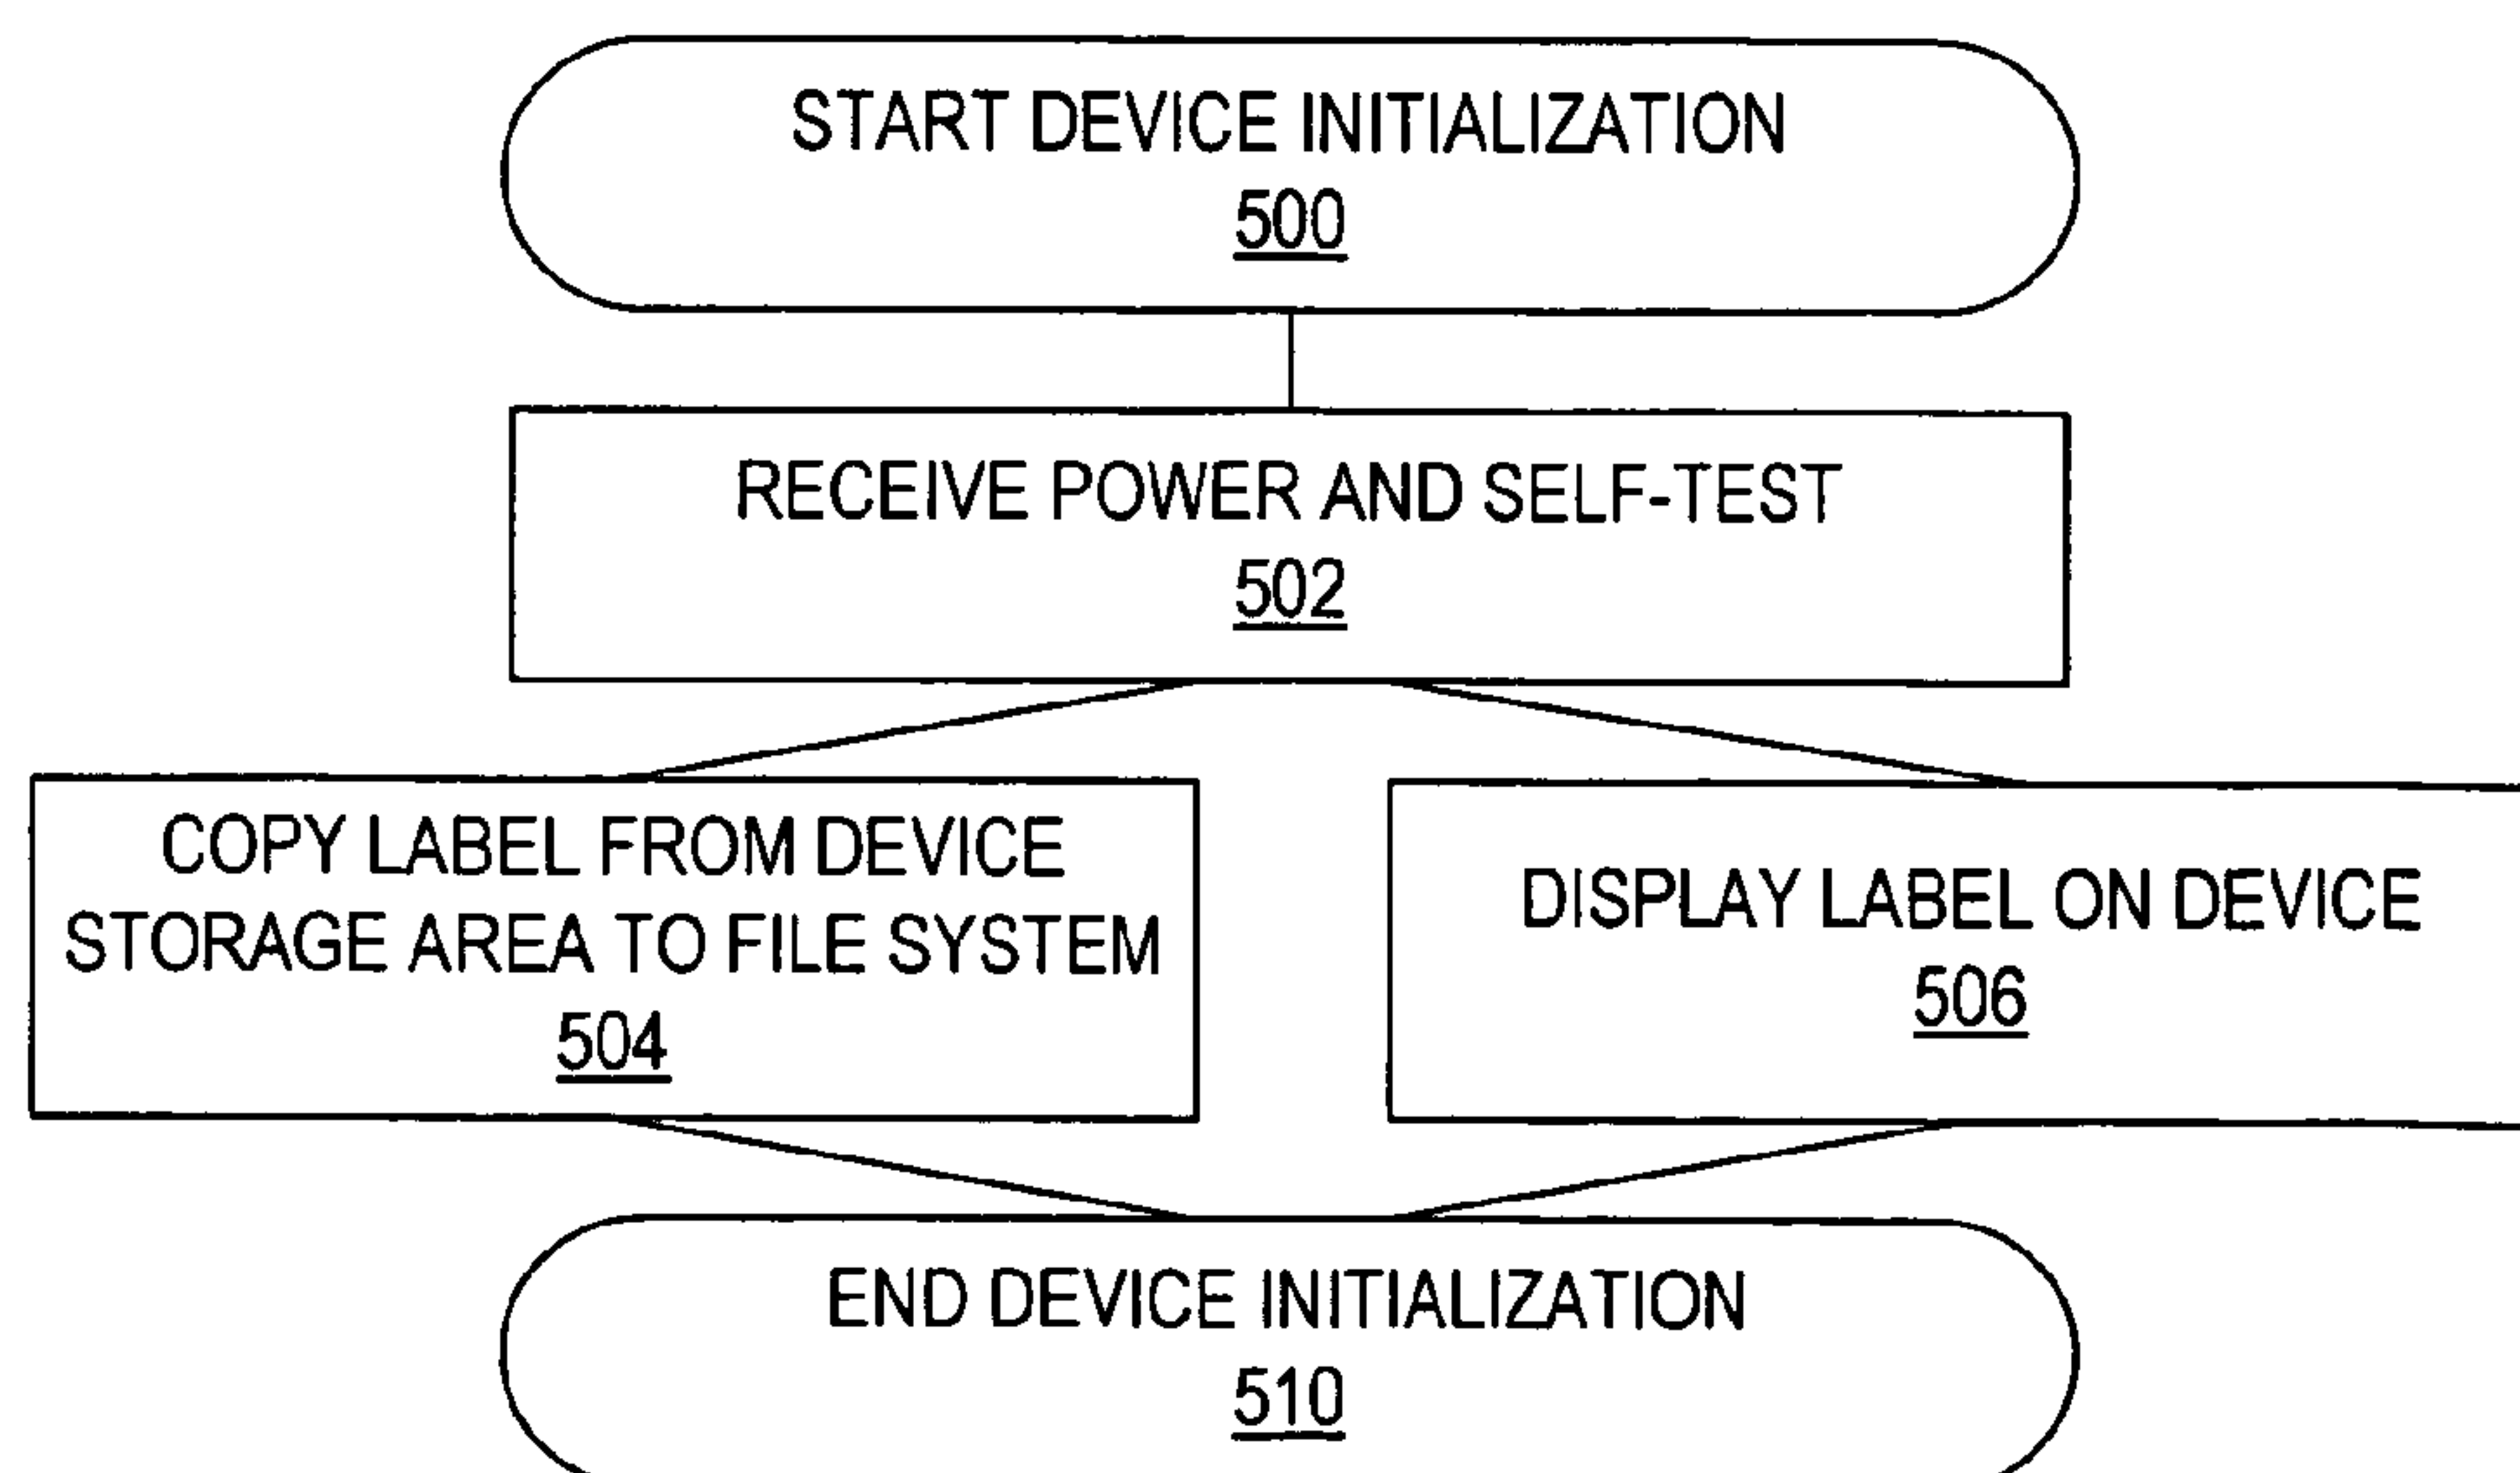 START DEVICE INITIALIZATION
500
RECEIVE POWER AND SELF-TEST
502
COPY LABEL FROM DEVICE
STORAGE AREA TO FILE SYSTEM
504
DISPLAY LABEL ON DEVICE
506
END DEVICE INITIALIZATION
510